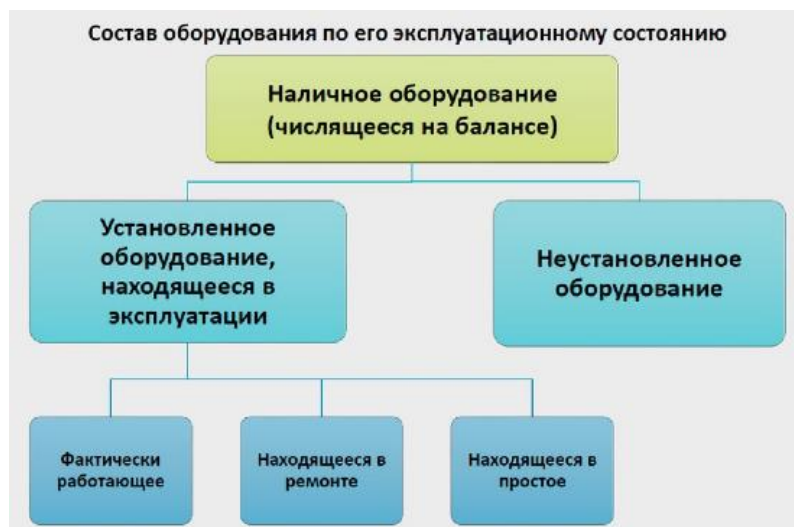 Состав оборудования по его эксплуатационному состоянию
Наличное оборудование
(числящееся на балансе)
Установленное
оборудование,
находящееся в
эксплуатации
Неустановленное
оборудование
Фактически
работающее
Находящееся в
ремонте
Находящееся в
простое